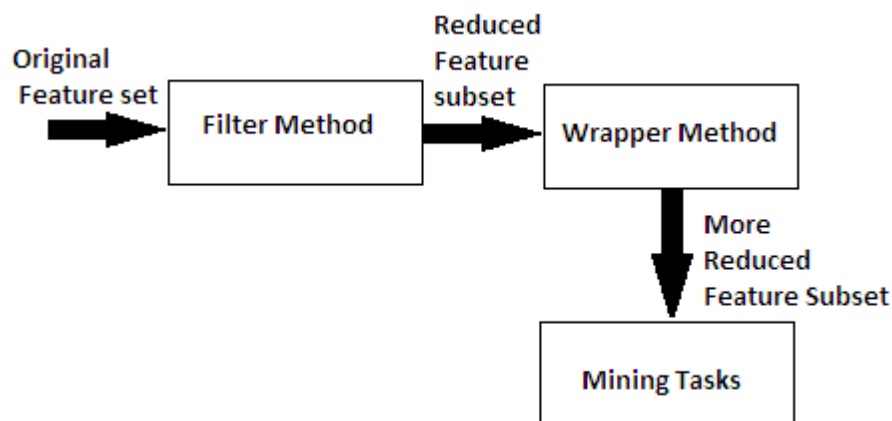 Original
Feature set
Filter Method
Reduced
Feature
subset
Wrapper Method
More
Reduced
Feature Subset
Mining Tasks